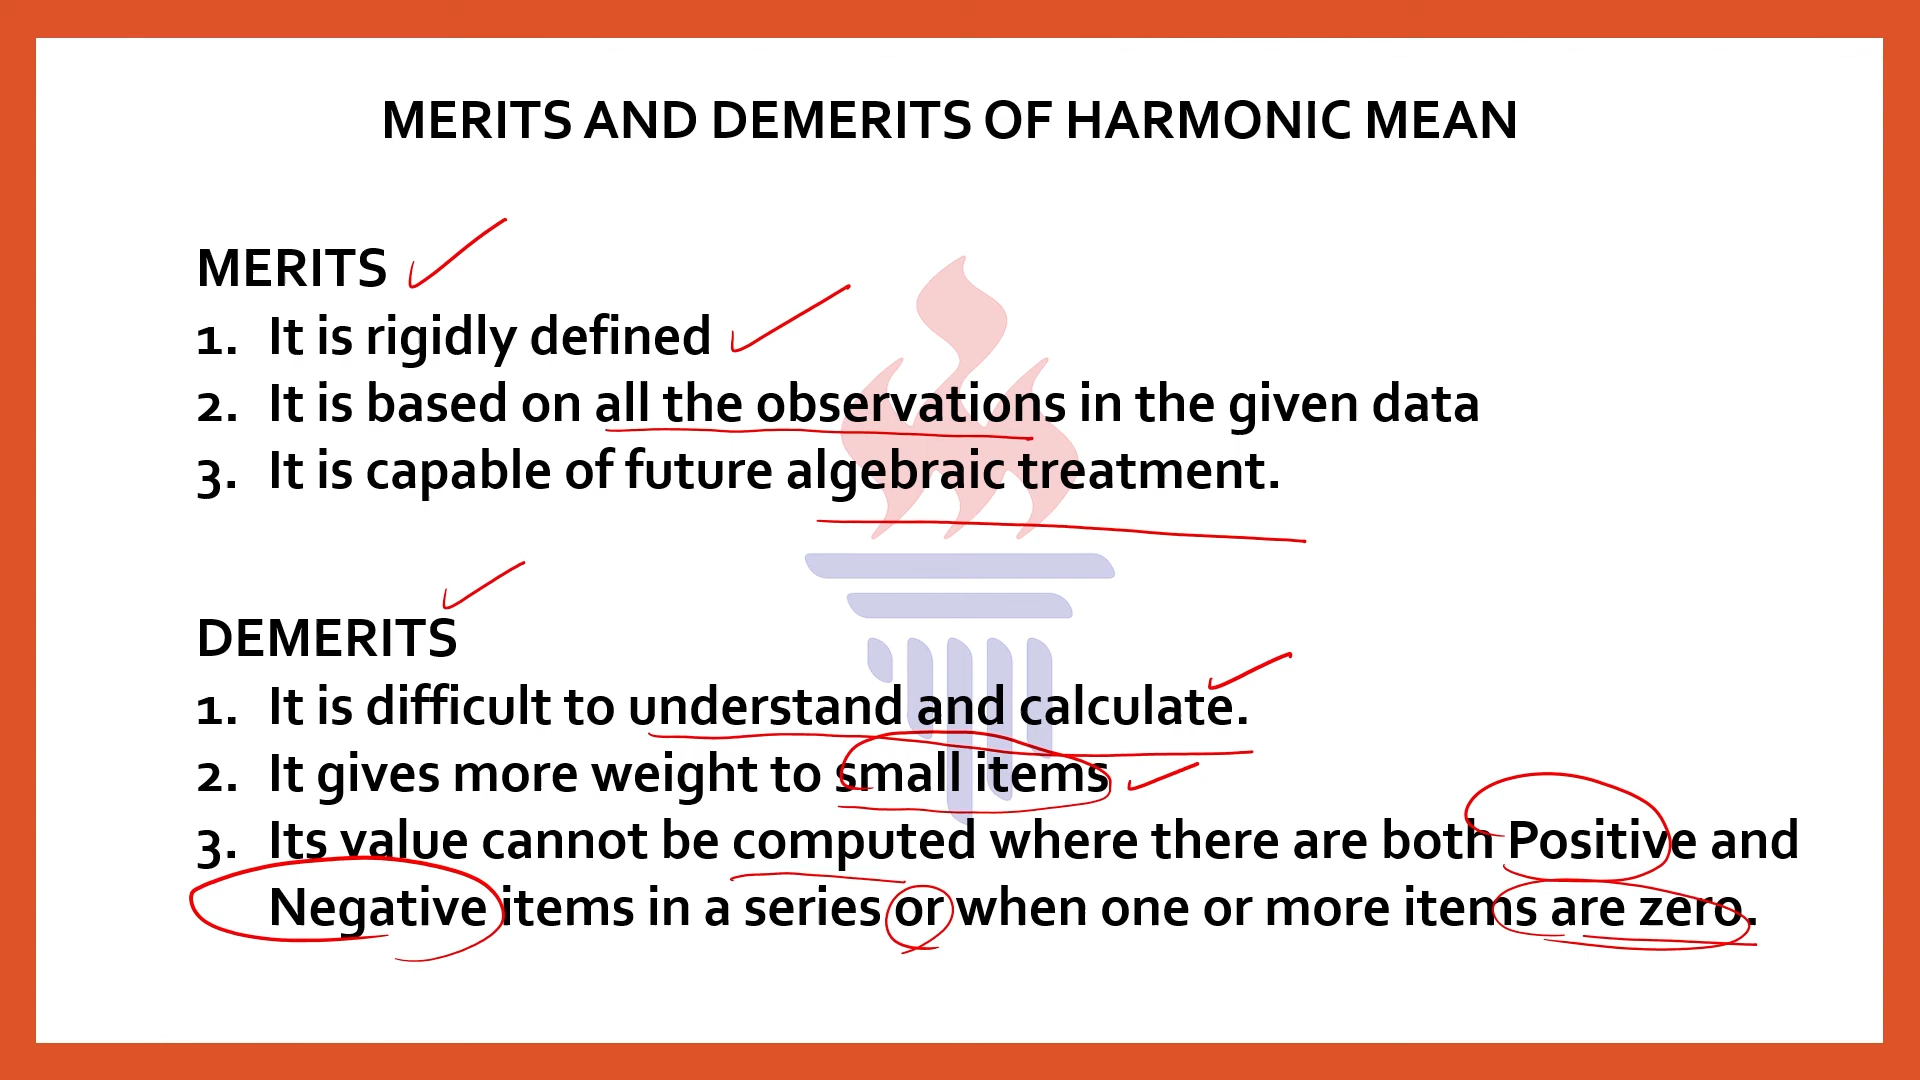 MERITS AND DEMERITS OF HARMONIC MEAN
MERITS
1. It is rigidly defined
2. It is based on all the observations in the given data
3. It is capable of future algebraic treatment.
DEMERITS
1. It is difficult to understand and calculate.
2. It gives more weight to small items
3. Its value cannot be computed where there are both Positive and
Negative items in a series or when one or more items are zero.